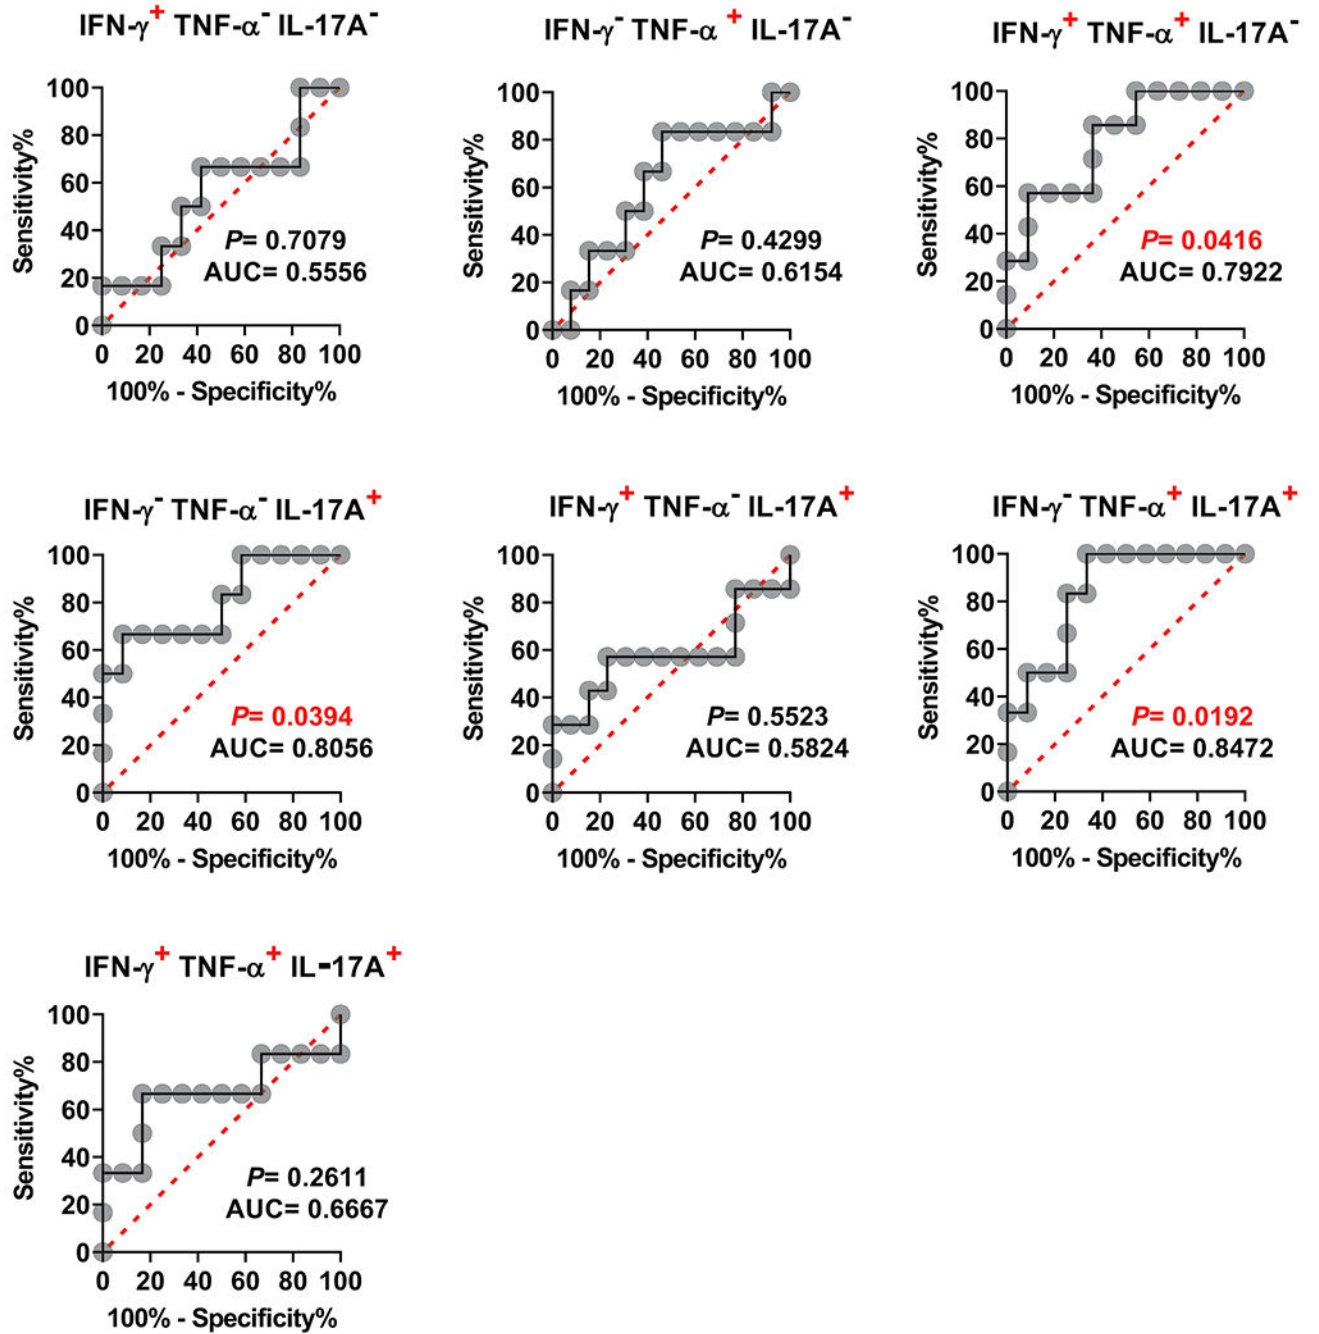 IFN-γ+ TNF-α- IL-17A-
100
80
60
40
20
0
Sensitivity%
P= 0.7079
AUC= 0.5556
0 20 40 60 80 100
100% - Specificity%
IFN-γ- TNF-α + IL-17A-
100
80
60
40
20
0
Sensitivity%
P= 0.4299
AUC= 0.6154
0 20 40 60 80 100
100% - Specificity%
IFN-γ+ TNF-α+ IL-17A-
100
80
60
40
20
0
Sensitivity%
P= 0.0416
AUC= 0.7922
0 20 40 60 80 100
100% - Specificity%
IFN-γ- TNF-α- IL-17A+
100
80
60
40
20
0
Sensitivity%
P= 0.0394
AUC= 0.8056
0 20 40 60 80 100
100% - Specificity%
IFN-γ+ TNF-α- IL-17A+
100
80
60
40
20
0
Sensitivity%
P= 0.5523
AUC= 0.5824
0 20 40 60 80 100
100% - Specificity%
IFN-γ- TNF-α+ IL-17A+
100
80
60
40
20
0
Sensitivity%
P= 0.0192
AUC= 0.8472
0 20 40 60 80 100
100% - Specificity%
IFN-γ+ TNF-α+ IL-17A+
100
80
60
40
20
0
Sensitivity%
P= 0.2611
AUC= 0.6667
0 20 40 60 80 100
100% - Specificity%